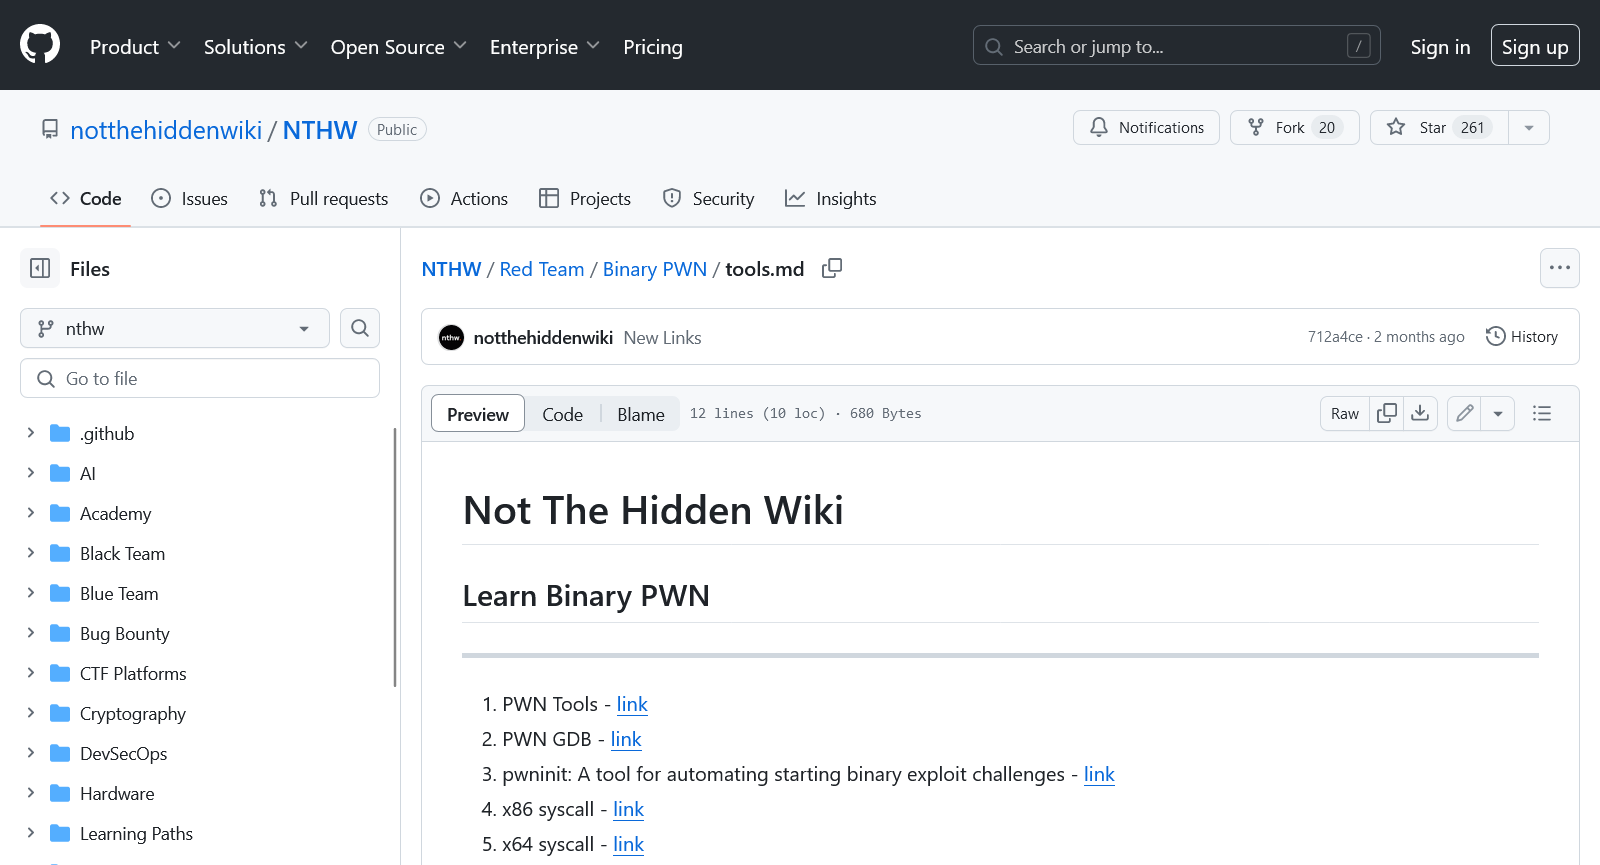 Product Solutions Open Source Enterprise Pricing Search or jump to... / Sign in Sign up
notthehiddenwiki / NTHW Public Notifications Fork 20 Star 261
Code Issues Pull requests Actions Projects Security Insights
Files
nthw
Go to file
.github
AI
Academy
Black Team
Blue Team
Bug Bounty
CTF Platforms
Cryptography
DevSecOps
Hardware
Learning Paths
NTHW / Red Team / Binary PWN / tools.md
nthw notthehiddenwiki New Links 712a4ce · 2 months ago History
Preview Code Blame 12 lines (10 loc) · 680 Bytes Raw
Not The Hidden Wiki
Learn Binary PWN
1. PWN Tools - link
2. PWN GDB - link
3. pwninit: A tool for automating starting binary exploit challenges - link
4. x86 syscall - link
5. x64 syscall - link